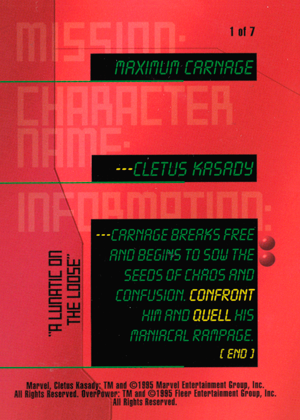 1 of 7
MISSION:
MAXIMUM CARNAGE
CHARACTER
NAME:
---CLETUS KASADY
INFORMATION:
---CARNAGE BREAKS FREE
AND BEGINS TO SOW THE
SEEDS OF CHAOS AND
CONFUSION. CONFRONT
HIM AND QUELL HIS
MANIACAL RAMPAGE.
[ END ]
"A LUNATIC ON
THE LOOSE"
Marvel, Cletus Kasady: TM and ©1995 Marvel Entertainment Group, Inc.
All Rights Reserved. OverPower: TM and ©1995 Fleer Entertainment Group, Inc.
All Rights Reserved.